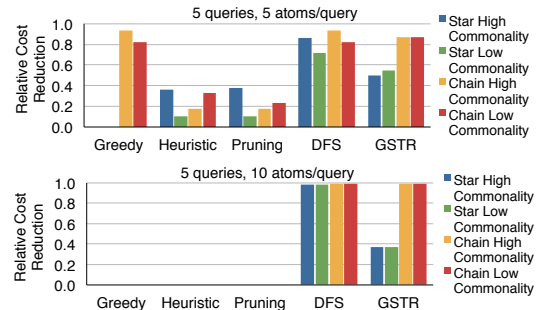 5 queries, 5 atoms/query
Relative Cost
Reduction
1.0
0.8
0.6
0.4
0.2
0.0
Greedy Heuristic Pruning DFS GSTR
Star High
Commonality
Star Low
Commonality
Chain High
Commonality
Chain Low
Commonality
5 queries, 10 atoms/query
Relative Cost
Reduction
1.0
0.8
0.6
0.4
0.2
0.0
Greedy Heuristic Pruning DFS GSTR
Star High
Commonality
Star Low
Commonality
Chain High
Commonality
Chain Low
Commonality